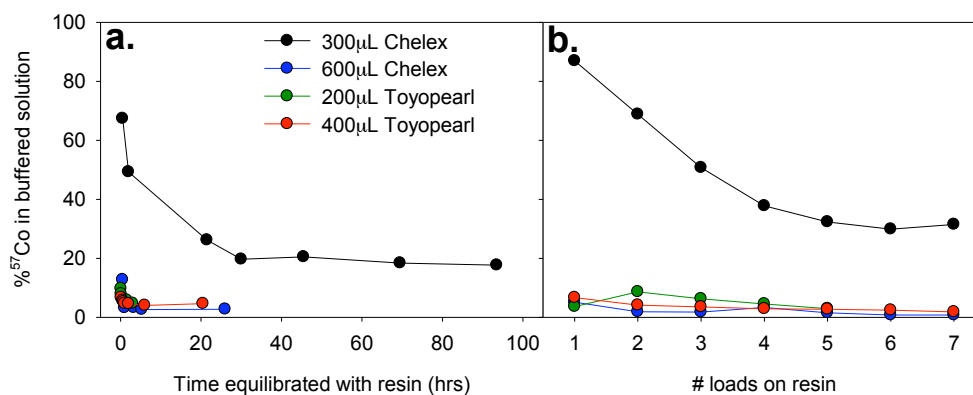 a.
b.
300μL Chelex
600μL Chelex
200μL Toyopearl
400μL Toyopearl
%⁵⁷Co in buffered solution
100
80
60
40
20
0
0 20 40 60 80 100
1 2 3 4 5 6 7
Time equilibrated with resin (hrs)
# loads on resin